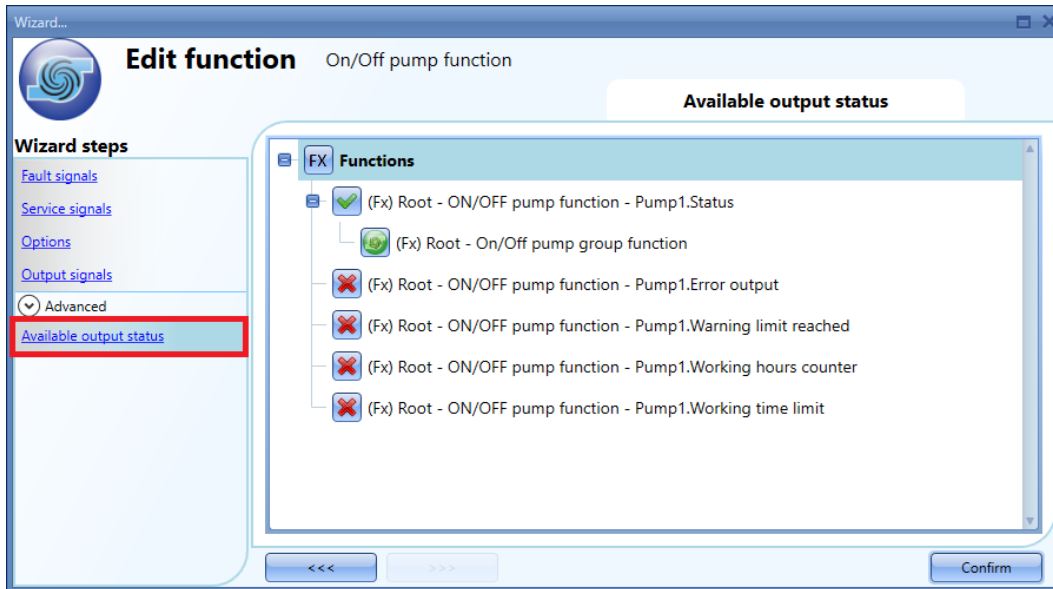 Wizard...
Edit function On/Off pump function
Available output status
Wizard steps
Fault signals
Service signals
Options
Output signals
Advanced
Available output status
FX Functions
(Fx) Root - ON/OFF pump function - Pump1.Status
(Fx) Root - On/Off pump group function
(Fx) Root - ON/OFF pump function - Pump1.Error output
(Fx) Root - ON/OFF pump function - Pump1.Warning limit reached
(Fx) Root - ON/OFF pump function - Pump1.Working hours counter
(Fx) Root - ON/OFF pump function - Pump1.Working time limit
<<< >>> Confirm